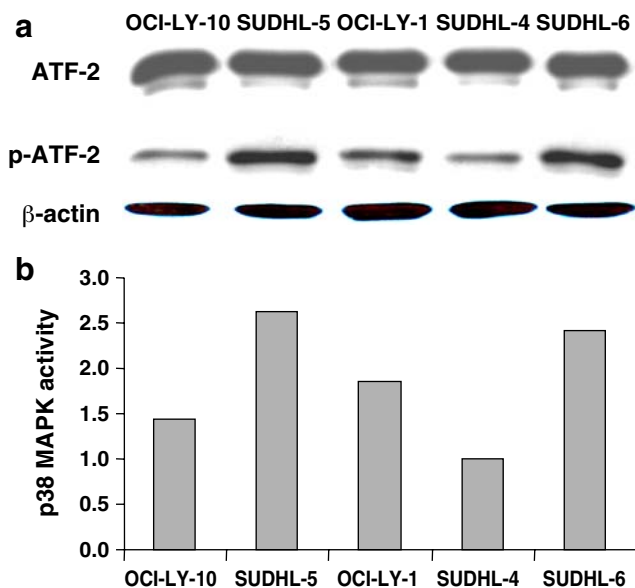 a
OCI-LY-10 SUDHL-5 OCI-LY-1 SUDHL-4 SUDHL-6
ATF-2
p-ATF-2
β-actin
b
p38 MAPK activity
3.0
2.5
2.0
1.5
1.0
0.5
0.0
OCI-LY-10 SUDHL-5 OCI-LY-1 SUDHL-4 SUDHL-6